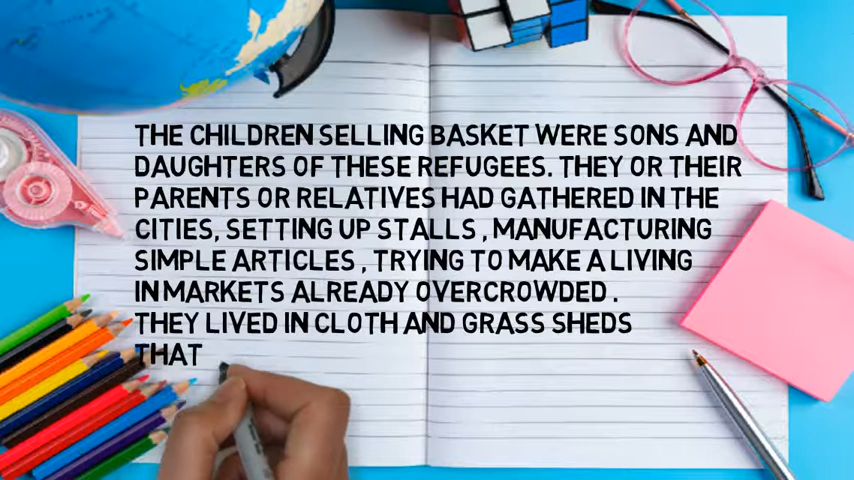 THE CHILDREN SELLING BASKET WERE SONS AND
DAUGHTERS OF THESE REFUGEES. THEY OR THEIR
PARENTS OR RELATIVES HAD GATHERED IN THE
CITIES, SETTING UP STALLS , MANUFACTURING
SIMPLE ARTICLES , TRYING TO MAKE A LIVING
IN MARKETS ALREADY OVERCROWDED .
THEY LIVED IN CLOTH AND GRASS SHEDS
THAT